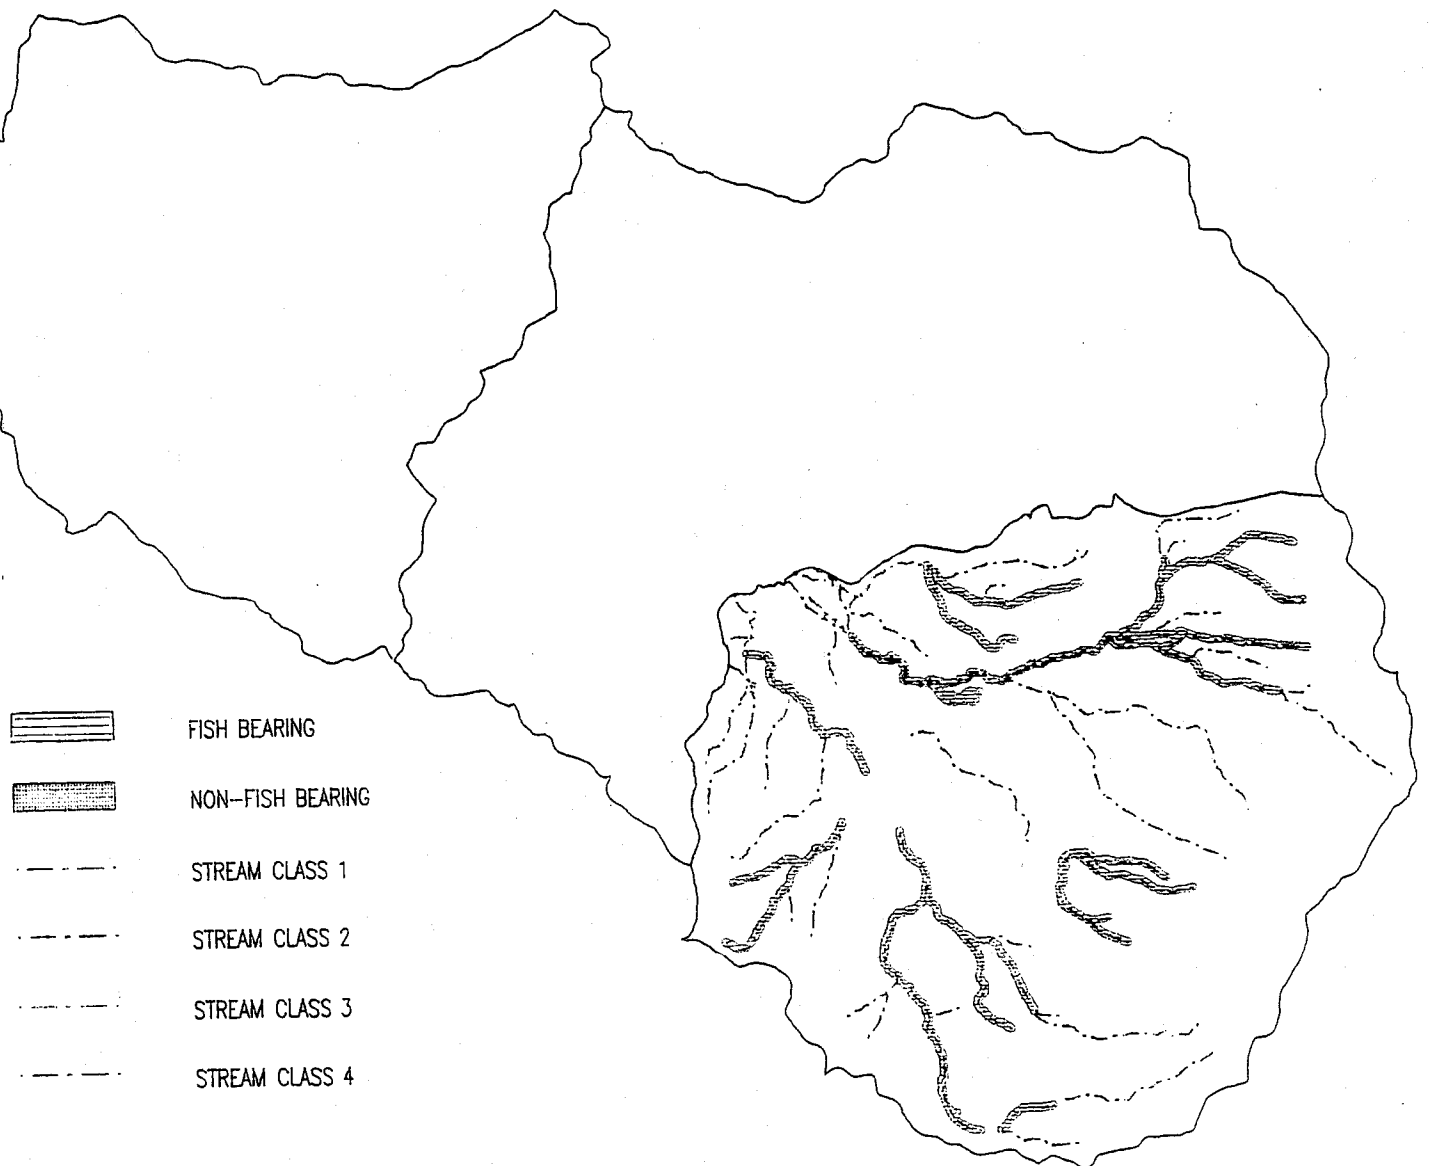 FISH BEARING
NON-FISH BEARING
STREAM CLASS 1
STREAM CLASS 2
STREAM CLASS 3
STREAM CLASS 4